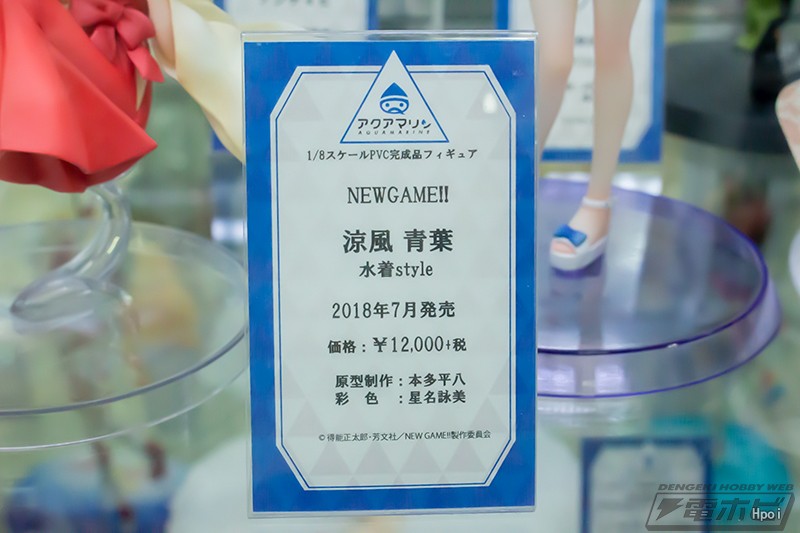 アクアマリン
AQUAMARINE
1/8スケールPVC完成品フィギュア
NEWGAME!!
涼風 青葉
水着style
2018年7月発売
価格：￥12,000+税
原型制作：本多平八
彩　色　：星名詠美
© 得能正太郎・芳文社／NEW GAME!!製作委員会
DENGEKI HOBBY WEB
電ホビ
Hpoi